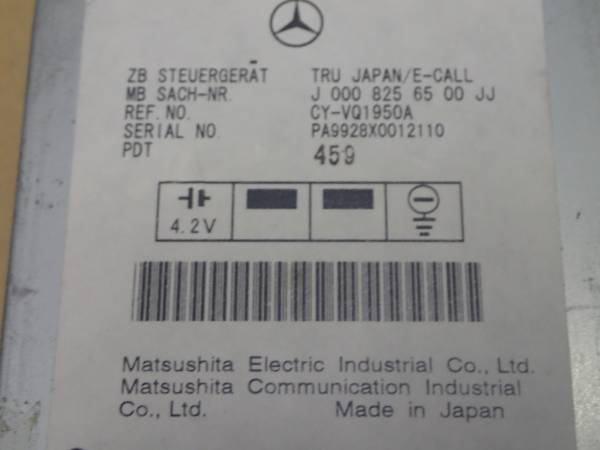 ZB STEUERGERÄT TRU JAPAN/E-CALL
MB SACH-NR. J 000 825 65 00 JJ
REF. NO. CY-VQ1950A
SERIAL NO. PA9928X0012110
PDT 459
4.2V
Matsushita Electric Industrial Co., Ltd.
Matsushita Communication Industrial
Co., Ltd. Made in Japan